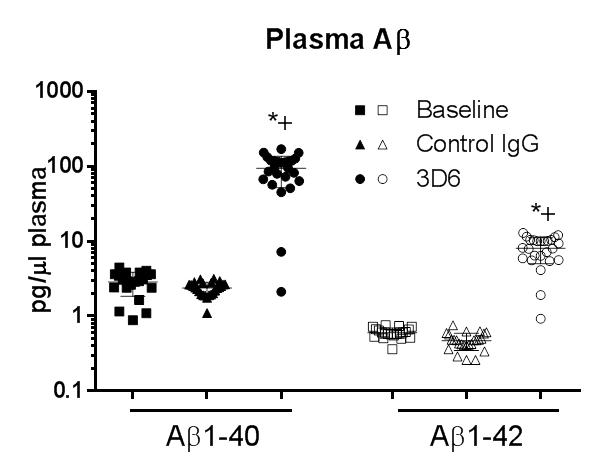 Plasma Aβ
pg/μl plasma
1000
100
10
1
0.1
*+
*+
Baseline
Control IgG
3D6
Aβ1-40
Aβ1-42